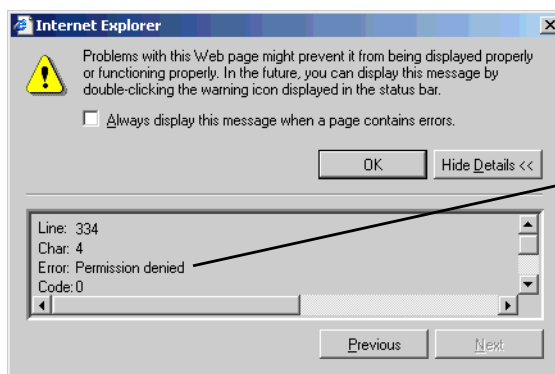 Internet Explorer
Problems with this Web page might prevent it from being displayed properly
or functioning properly. In the future, you can display this message by
double-clicking the warning icon displayed in the status bar.
Always display this message when a page contains errors.
OK
Hide Details <<
Line: 334
Char: 4
Error: Permission denied
Code: 0
Previous
Next